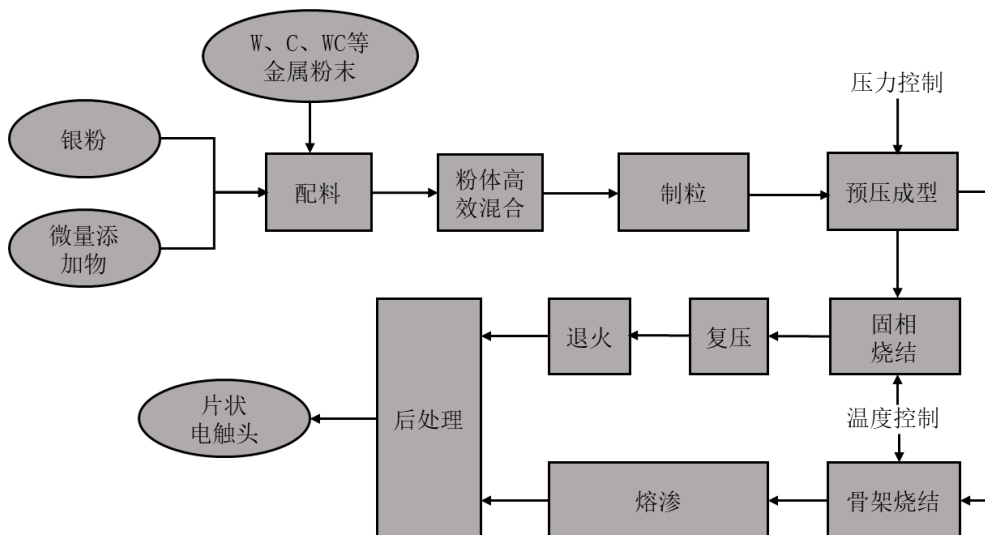 W、C、WC等
金属粉末
压力控制
银粉
配料
粉体高
效混合
制粒
预压成型
微量添
加物
退火
复压
固相
烧结
片状
电触头
后处理
温度控制
熔渗
骨架烧结